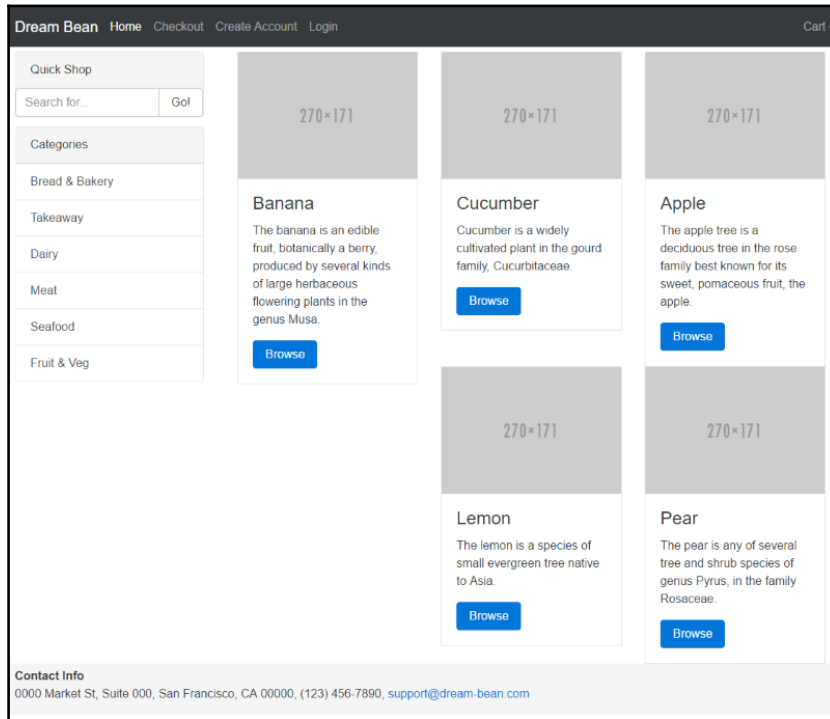 Dream Bean Home Checkout Create Account Login Cart
Quick Shop
Search for... Go!
Categories
Bread & Bakery
Takeaway
Dairy
Meat
Seafood
Fruit & Veg
270×171
Banana
The banana is an edible
fruit, botanically a berry,
produced by several kinds
of large herbaceous
flowering plants in the
genus Musa.
Browse
270×171
Cucumber
Cucumber is a widely
cultivated plant in the gourd
family, Cucurbitaceae.
Browse
270×171
Apple
The apple tree is a
deciduous tree in the rose
family best known for its
sweet, pomaceous fruit, the
apple.
Browse
270×171
Lemon
The lemon is a species of
small evergreen tree native
to Asia.
Browse
270×171
Pear
The pear is any of several
tree and shrub species of
genus Pyrus, in the family
Rosaceae.
Browse
Contact Info
0000 Market St, Suite 000, San Francisco, CA 00000, (123) 456-7890, support@dream-bean.com